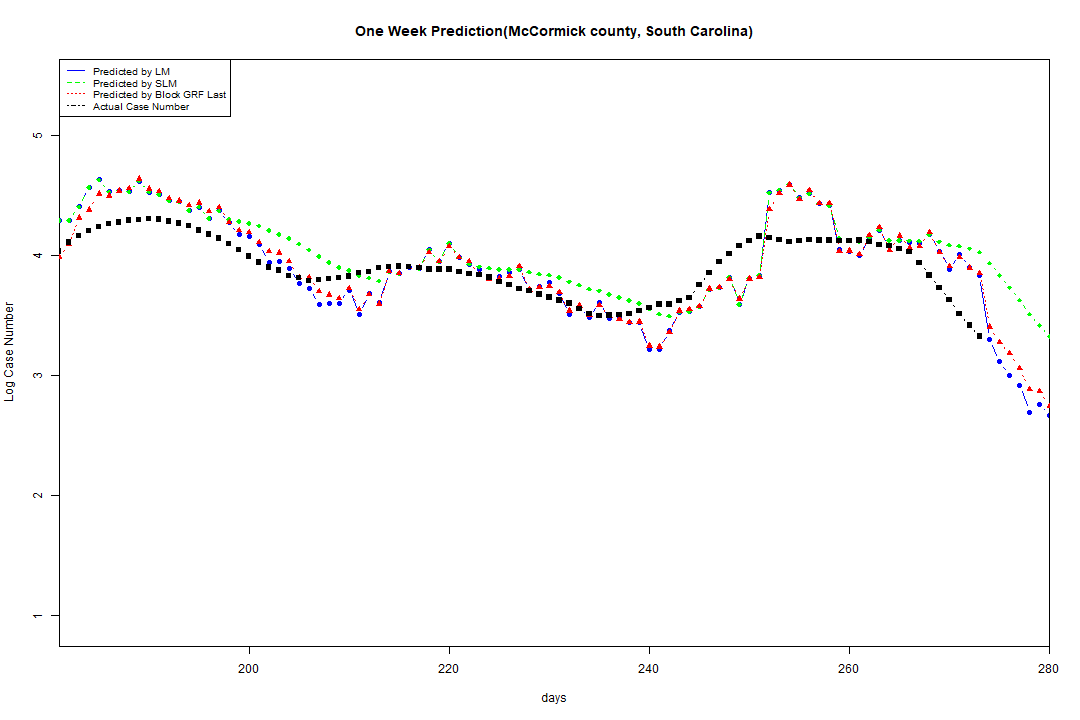 One Week Prediction(McCormick county, South Carolina)
Predicted by LM
Predicted by SLM
Predicted by Block GRF Last
Actual Case Number
5
4
3
2
1
Log Case Number
200 220 240 260 280
days